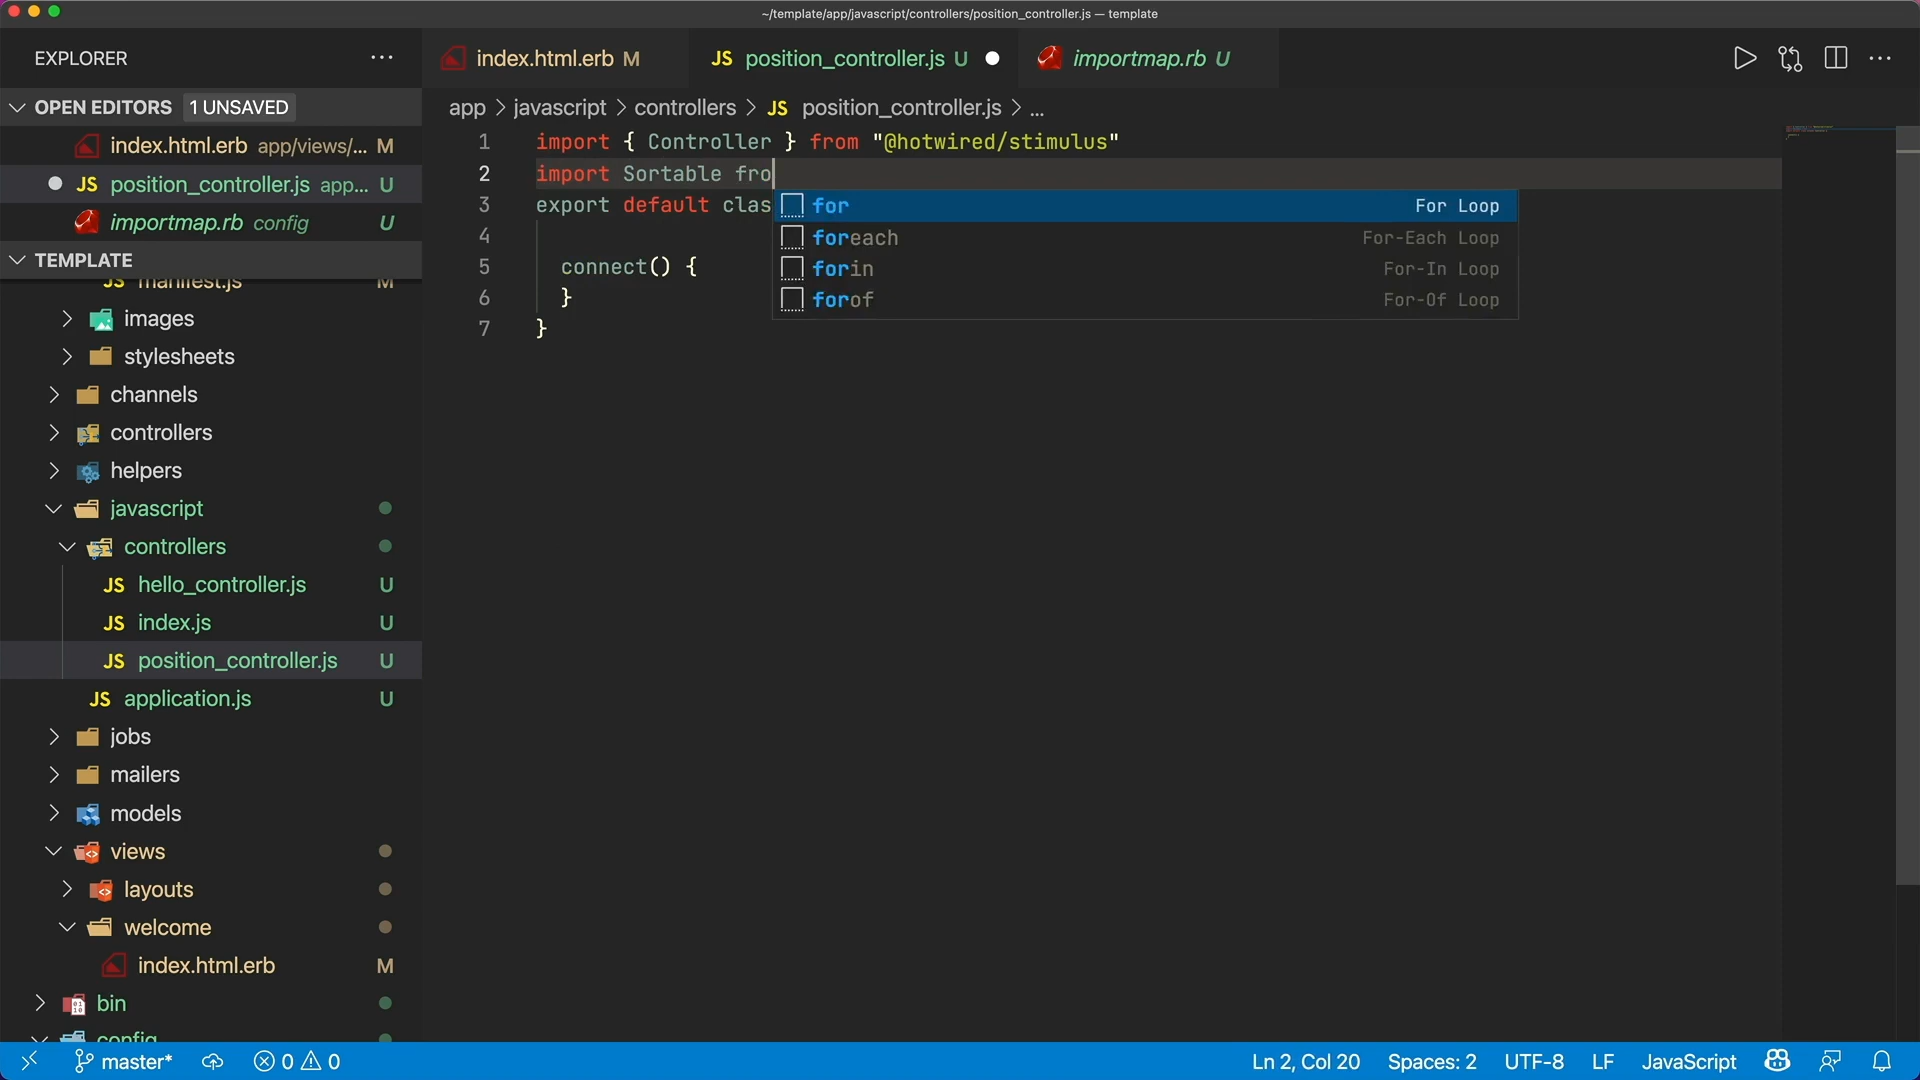 ~/template/app/javascript/controllers/position_controller.js — template
EXPLORER
OPEN EDITORS 1 UNSAVED
index.html.erb app/views/... M
position_controller.js app... U
importmap.rb config U
TEMPLATE
manifest.js M
images
stylesheets
channels
controllers
helpers
javascript
controllers
hello_controller.js U
index.js U
position_controller.js U
application.js U
jobs
mailers
models
views
layouts
welcome
index.html.erb M
bin
config
index.html.erb M
JS position_controller.js U
importmap.rb U
app > javascript > controllers > JS position_controller.js > ...
1 import { Controller } from "@hotwired/stimulus"
2 import Sortable fro
3 export default clas
4
5 connect() {
6 }
7 }
for For Loop
foreach For-Each Loop
forin For-In Loop
forof For-Of Loop
master* 0 0 Ln 2, Col 20 Spaces: 2 UTF-8 LF JavaScript